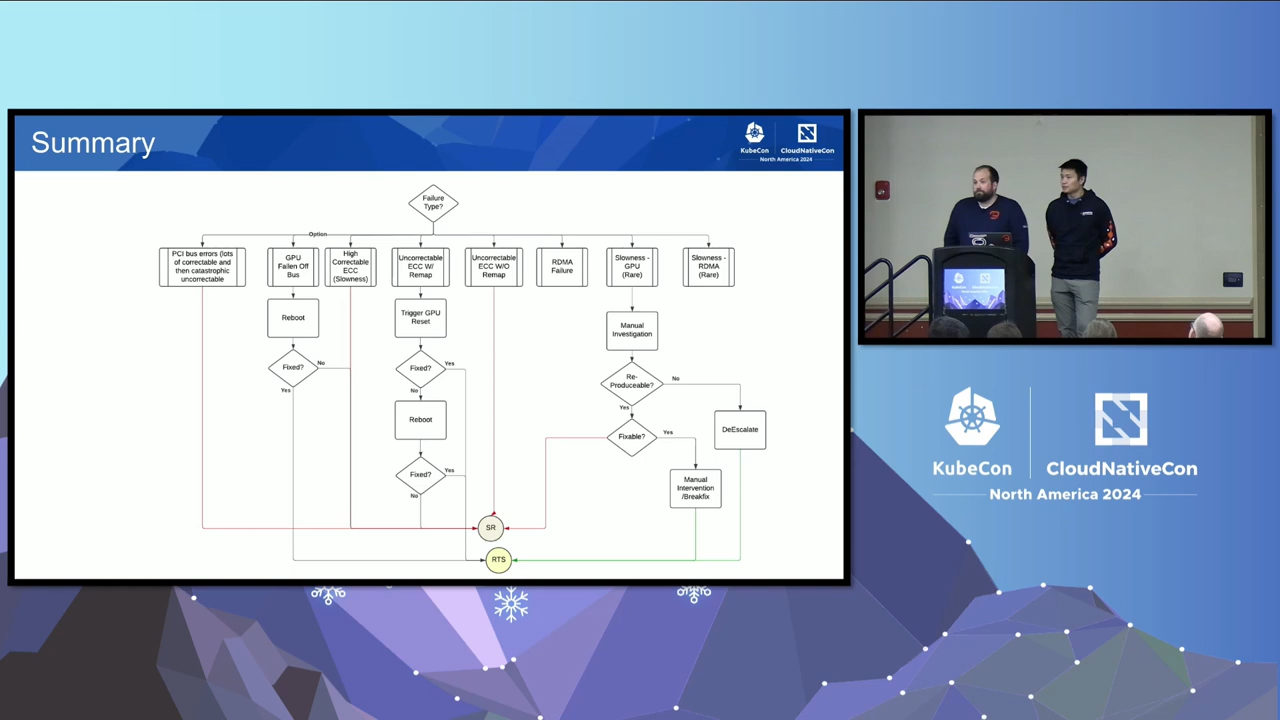 Summary
KubeCon
CloudNativeCon
North America 2024
Failure
Type?
Option
PCI bus errors (lots
of correctable and
then catastrophic
uncorrectable
GPU
Fallen Off
Bus
High
Correctable
ECC
(Slowness)
Uncorrectable
ECC W/
Remap
Uncorrectable
ECC W/O
Remap
RDMA
Failure
Slowness -
GPU
(Rare)
Slowness -
RDMA
(Rare)
Reboot
Trigger GPU
Reset
Manual
Investigation
Fixed?
No
Yes
Fixed?
Yes
No
Re-
Produceable?
No
Yes
Reboot
DeEscalate
Fixable?
Yes
Fixed?
Yes
No
Manual
Intervention
/Breakfix
SR
RTS
KubeCon
CloudNativeCon
North America 2024